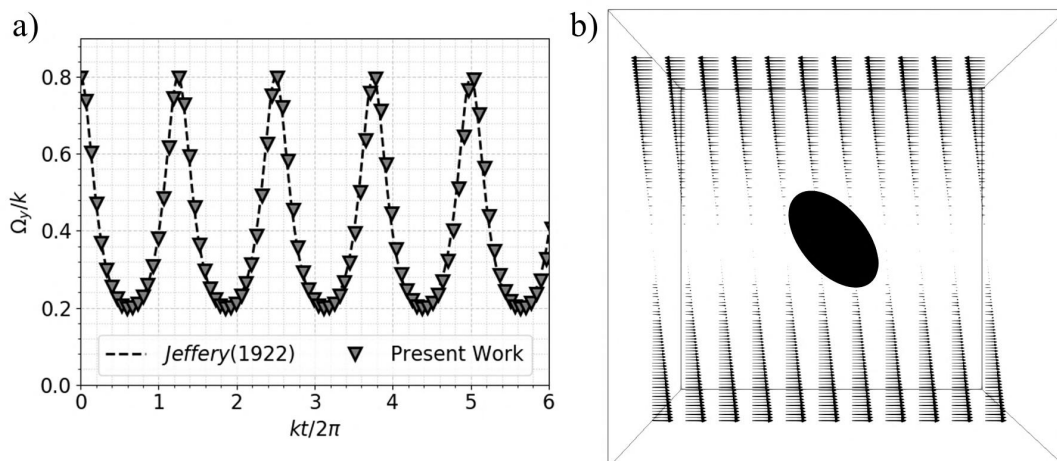 a)
b)
0.8
0.6
0.4
0.2
0.0
Ω_y/k
Jeffery(1922)
Present Work
0 1 2 3 4 5 6
kt/2π